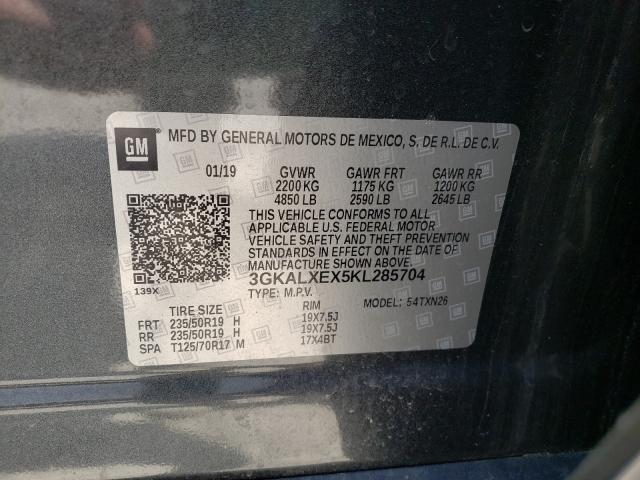 GM MFD BY GENERAL MOTORS DE MEXICO, S. DE R.L. DE C.V.
01/19 GVWR GAWR FRT GAWR RR
2200 KG 1175 KG 1200 KG
4850 LB 2590 LB 2645 LB
THIS VEHICLE CONFORMS TO ALL
APPLICABLE U.S. FEDERAL MOTOR
VEHICLE SAFETY AND THEFT PREVENTION
STANDARDS IN EFFECT ON THE DATE OF
MANUFACTURE SHOWN ABOVE.
3GKALXEX5KL285704
139X
TYPE: M.P.V. MODEL: 54TXN26
TIRE SIZE RIM
FRT 235/50R19 H 19X7.5J
RR 235/50R19 H 19X7.5J
SPA T125/70R17 M 17X4BT